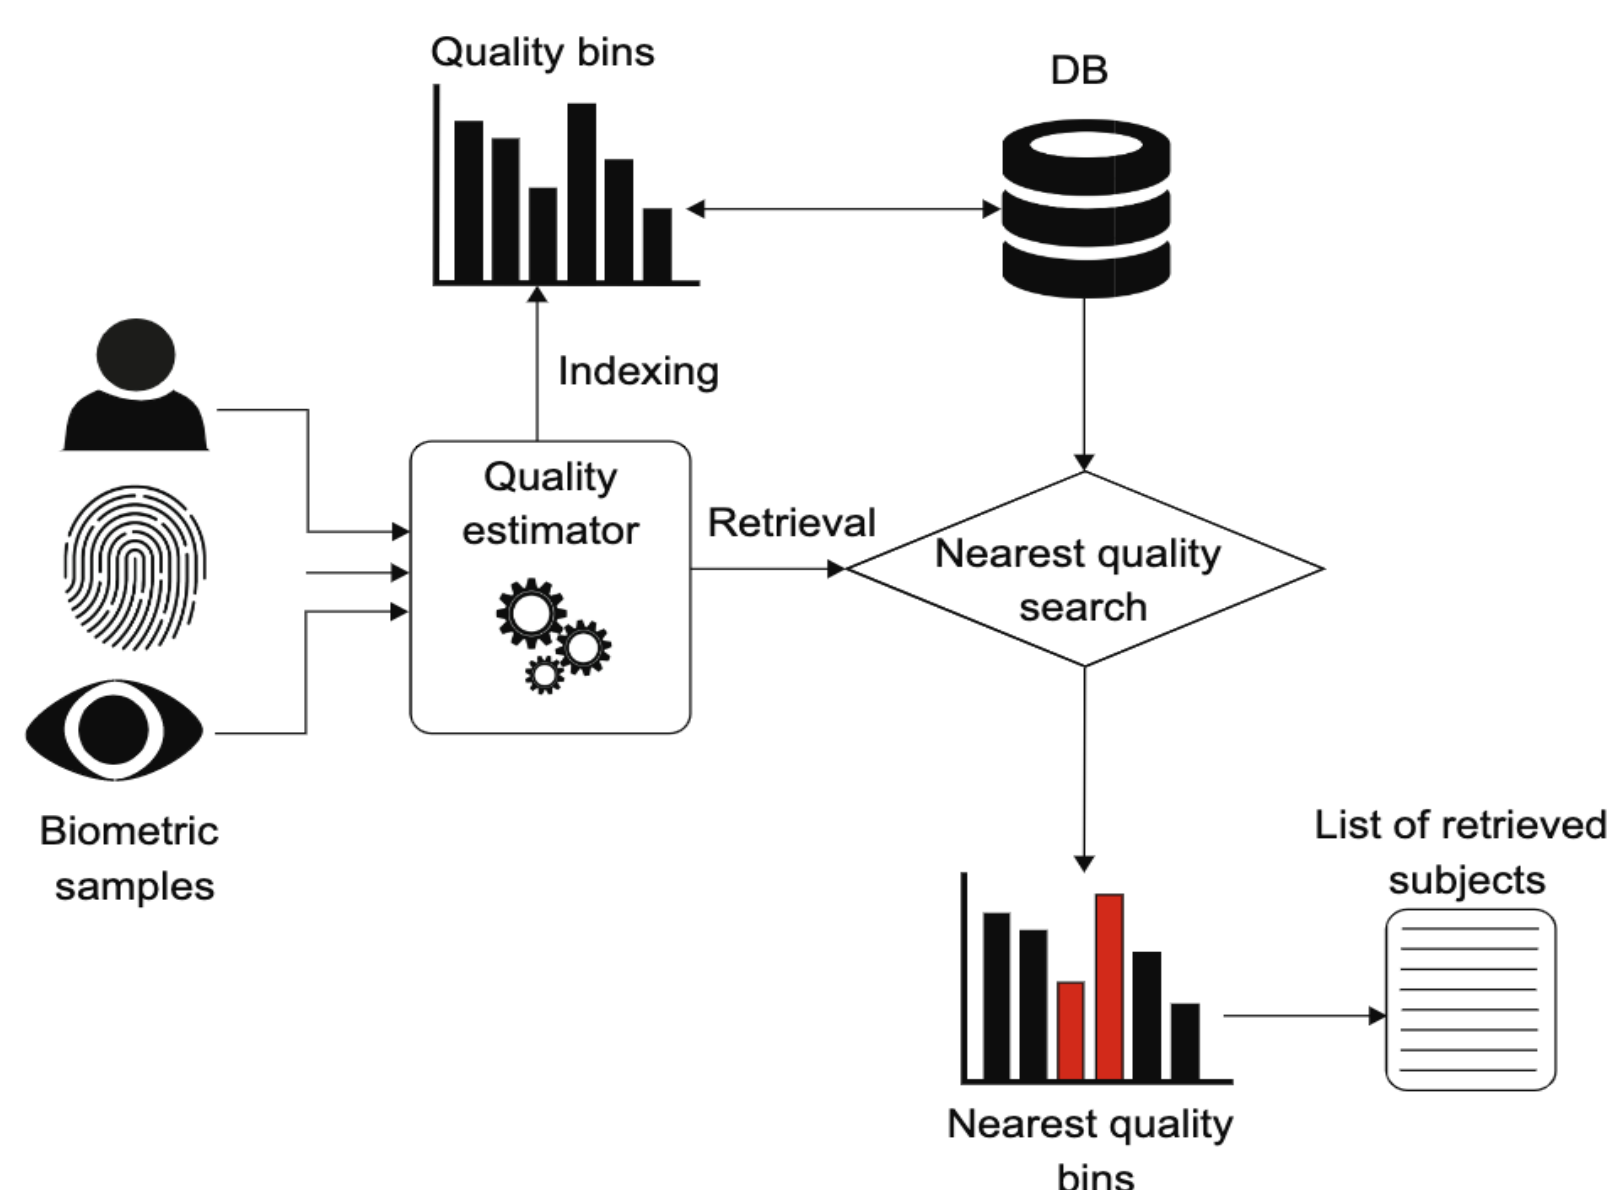 Quality bins
DB
Indexing
Quality
estimator
Retrieval
Nearest quality
search
Biometric
samples
List of retrieved
subjects
Nearest quality
bins